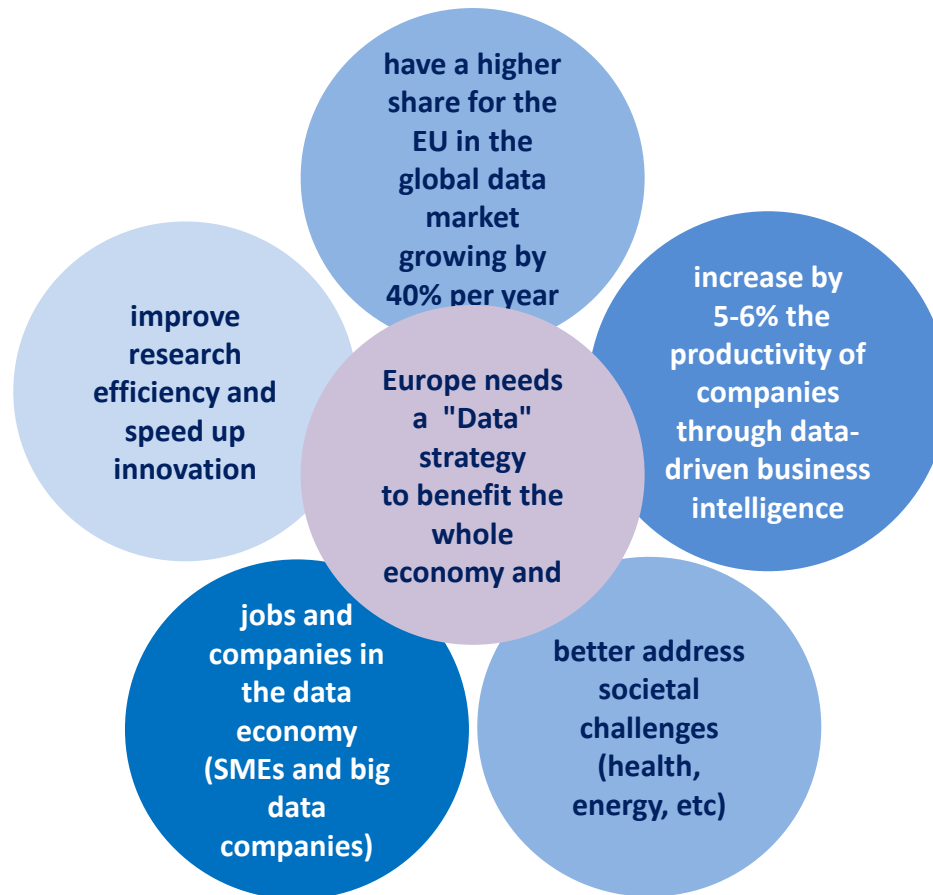 have a higher
share for the
EU in the
global data
market
growing by
40% per year
increase by
5-6% the
productivity of
companies
through data-
driven business
intelligence
improve
research
efficiency and
speed up
innovation
Europe needs
a "Data"
strategy
to benefit the
whole
economy and
jobs and
companies in
the data
economy
(SMEs and big
data
companies)
better address
societal
challenges
(health,
energy, etc)